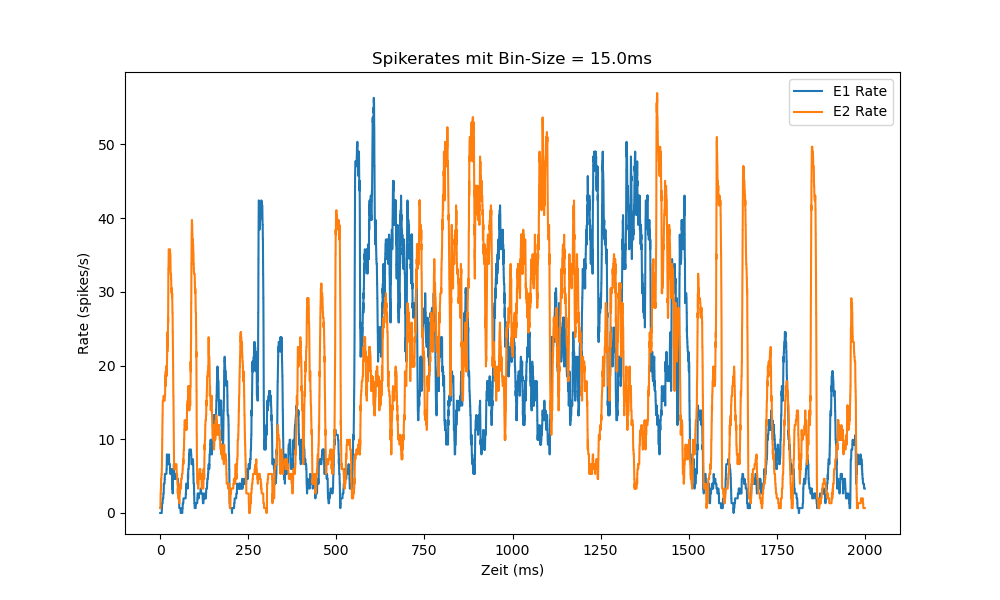 Spikerates mit Bin-Size = 15.0ms
E1 Rate
E2 Rate
50
40
30
20
10
0
Rate (spikes/s)
0 250 500 750 1000 1250 1500 1750 2000
Zeit (ms)